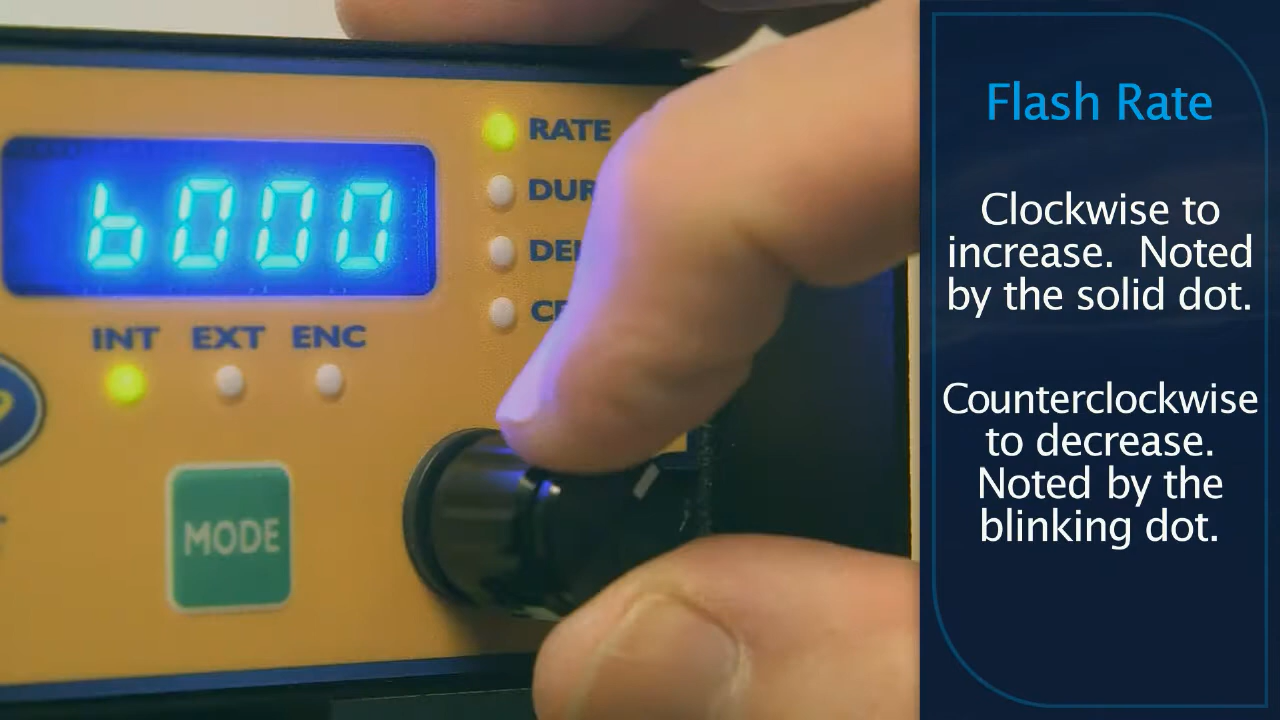 RATE
6000
INT EXT ENC
MODE
Flash Rate
Clockwise to
increase. Noted
by the solid dot.
Counterclockwise
to decrease.
Noted by the
blinking dot.